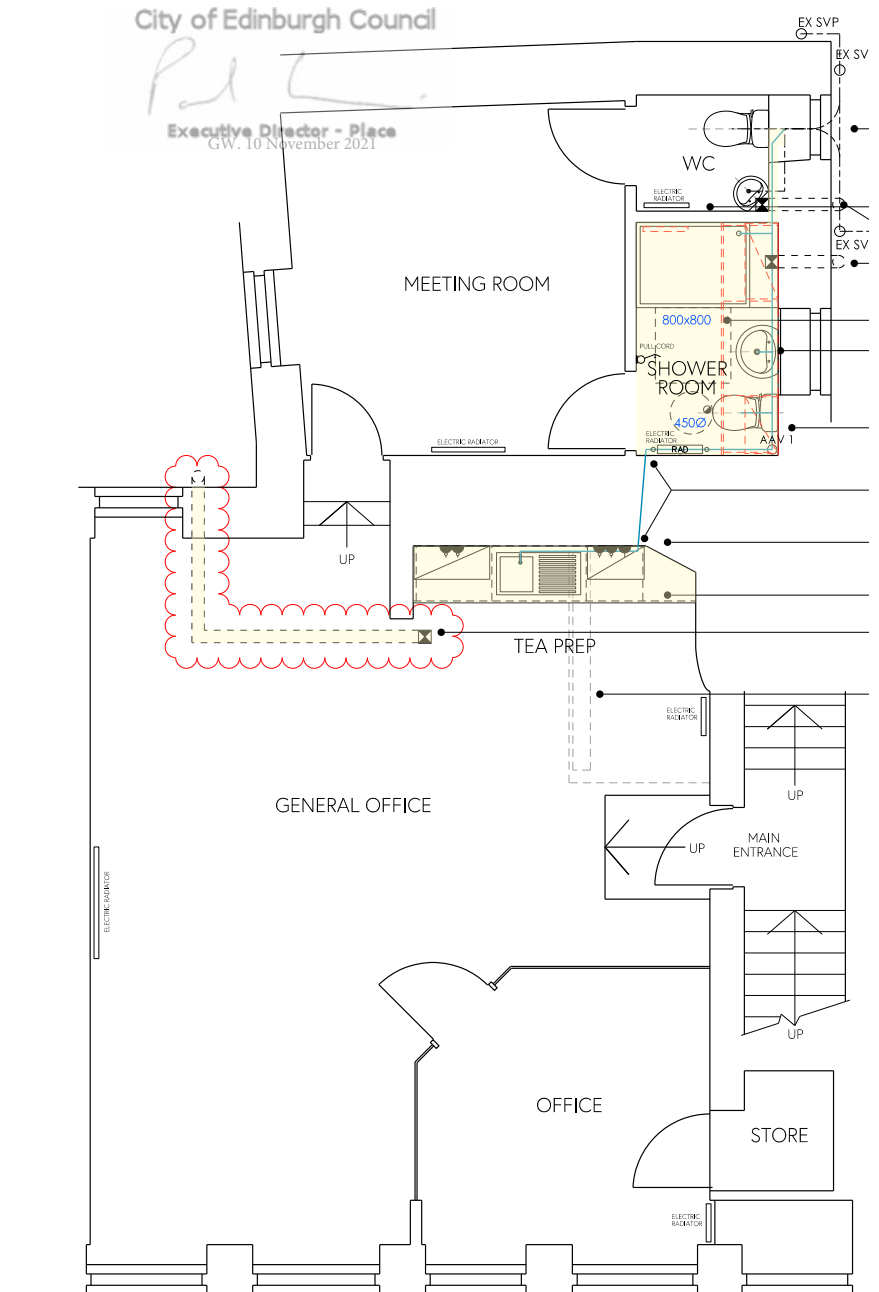 City of Edinburgh Council
Executive Director - Place
GW. 10 November 2021
EX SVP
EX SV
WC
ELECTRIC
RADIATOR
EX SV
MEETING ROOM
800x800
PULL CORD
SHOWER
ROOM
450Ø
ELECTRIC
RADIATOR
RAD
AAV 1
ELECTRIC RADIATOR
UP
TEA PREP
ELECTRIC
RADIATOR
UP
GENERAL OFFICE
MAIN
ENTRANCE
UP
ELECTRIC RADIATOR
UP
OFFICE
STORE
ELECTRIC
RADIATOR